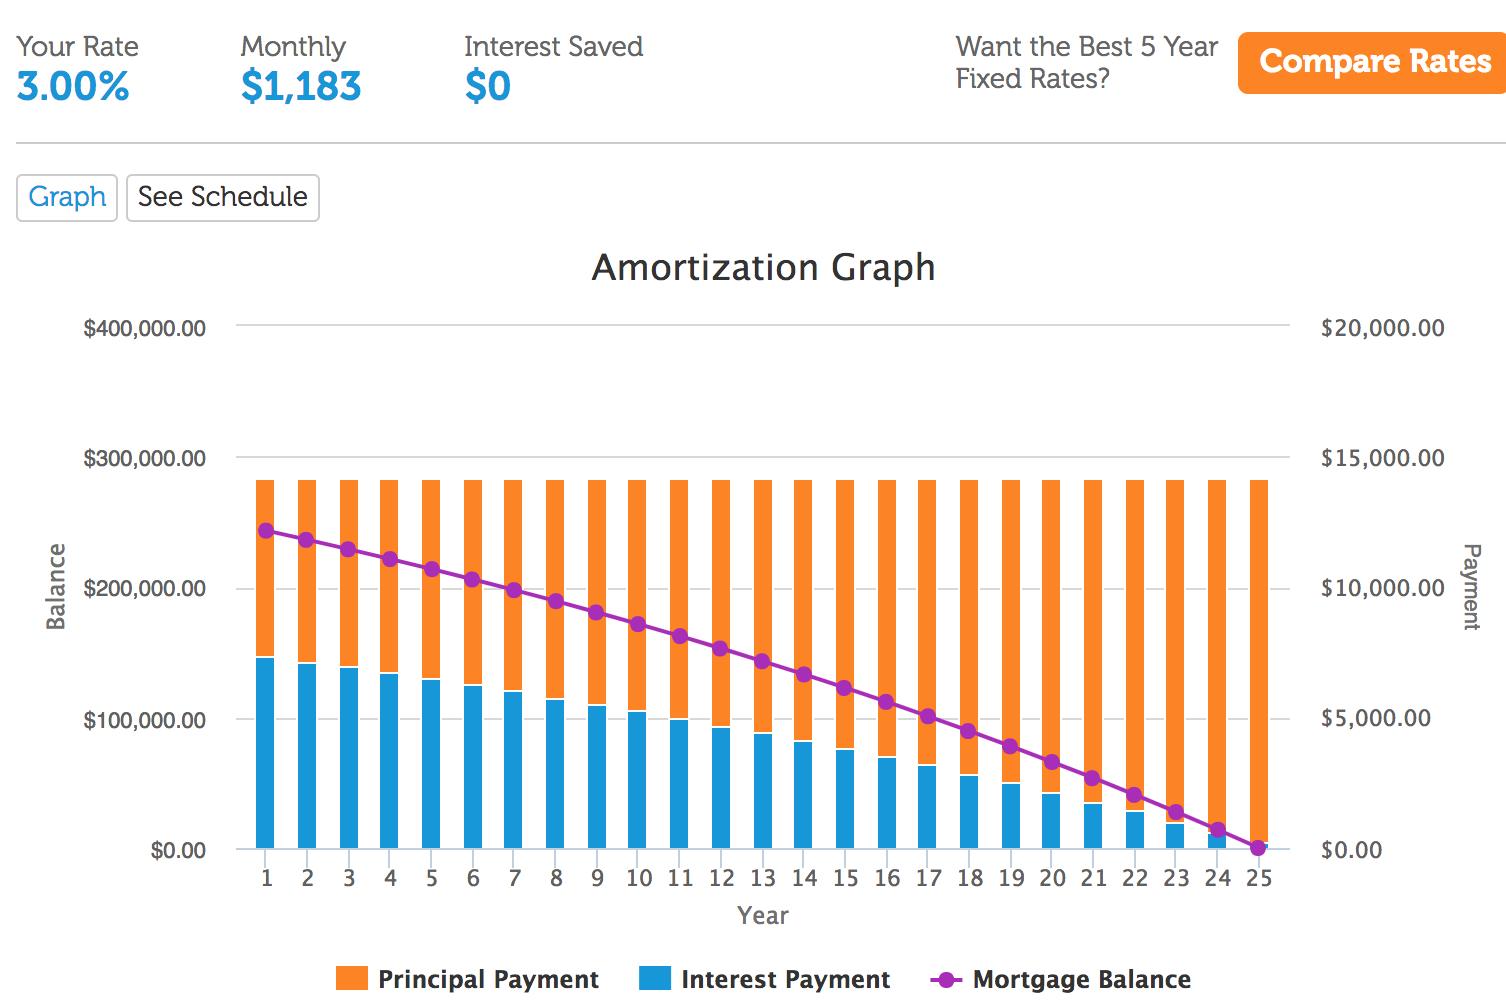 Your Rate
3.00%
Monthly
$1,183
Interest Saved
$0
Want the Best 5 Year
Fixed Rates?
Compare Rates
Graph
See Schedule
Amortization Graph
$400,000.00
$300,000.00
$200,000.00
$100,000.00
$0.00
Balance
$20,000.00
$15,000.00
$10,000.00
$5,000.00
$0.00
Payment
1 2 3 4 5 6 7 8 9 10 11 12 13 14 15 16 17 18 19 20 21 22 23 24 25
Year
Principal Payment Interest Payment Mortgage Balance